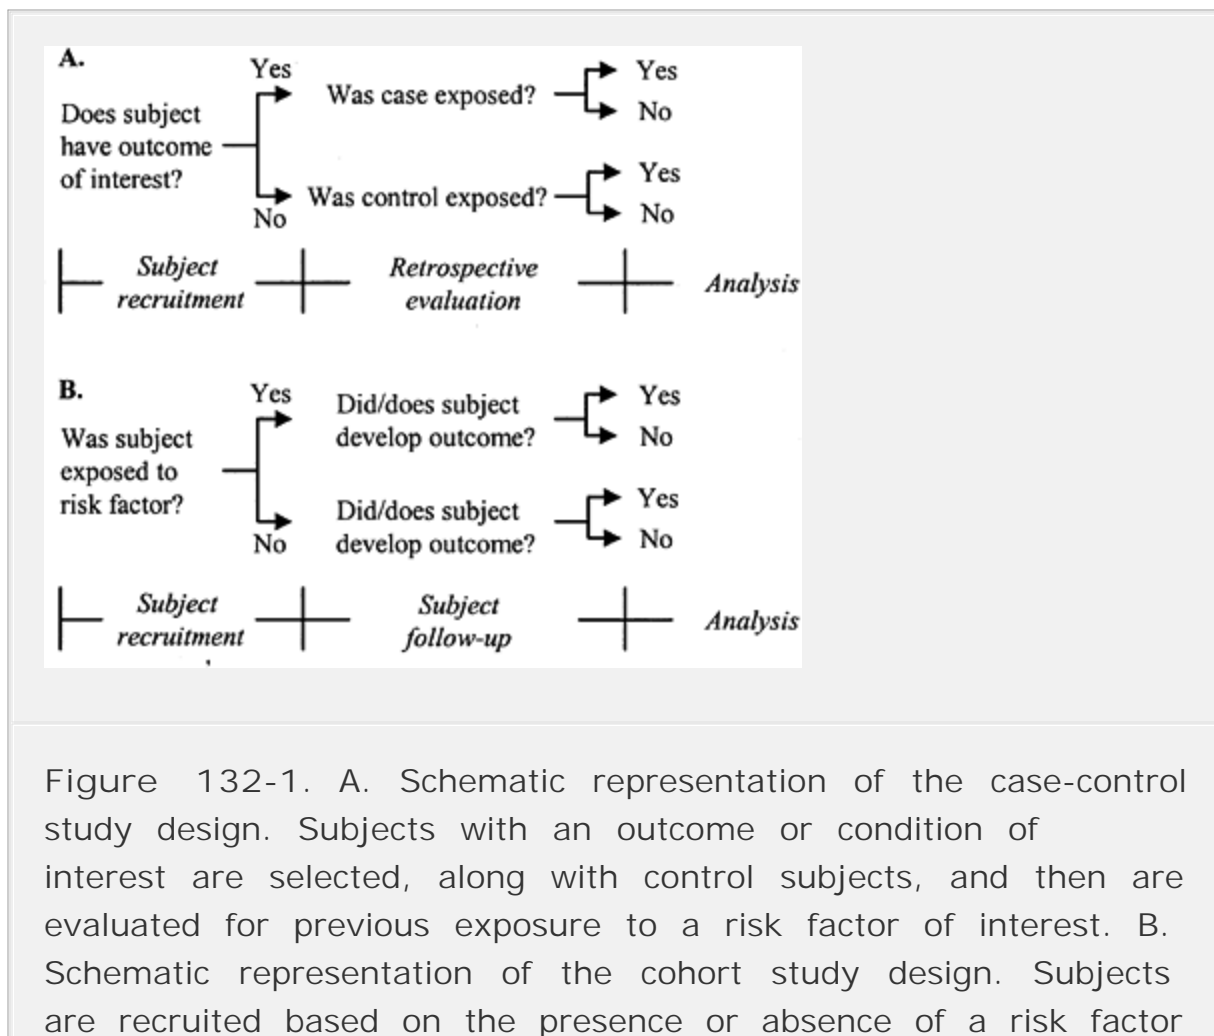 A.
Does subject
have outcome
of interest?
Yes
No
Was case exposed?
Was control exposed?
Yes
No
Yes
No
Subject
recruitment
Retrospective
evaluation
Analysis
B.
Was subject
exposed to
risk factor?
Yes
No
Did/does subject
develop outcome?
Did/does subject
develop outcome?
Yes
No
Yes
No
Subject
recruitment
Subject
follow-up
Analysis
Figure 132-1. A. Schematic representation of the case-control
study design. Subjects with an outcome or condition of
interest are selected, along with control subjects, and then are
evaluated for previous exposure to a risk factor of interest. B.
Schematic representation of the cohort study design. Subjects
are recruited based on the presence or absence of a risk factor